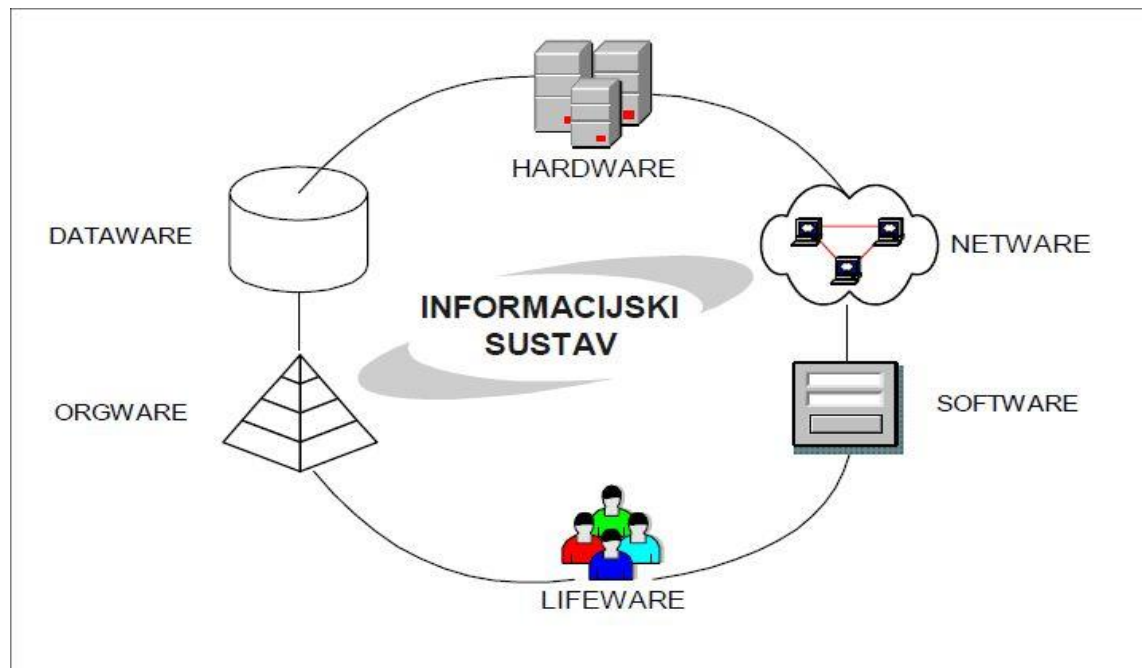 HARDWARE
DATAWARE
NETWARE
INFORMACIJSKI
SUSTAV
ORGWARE
SOFTWARE
LIFEWARE